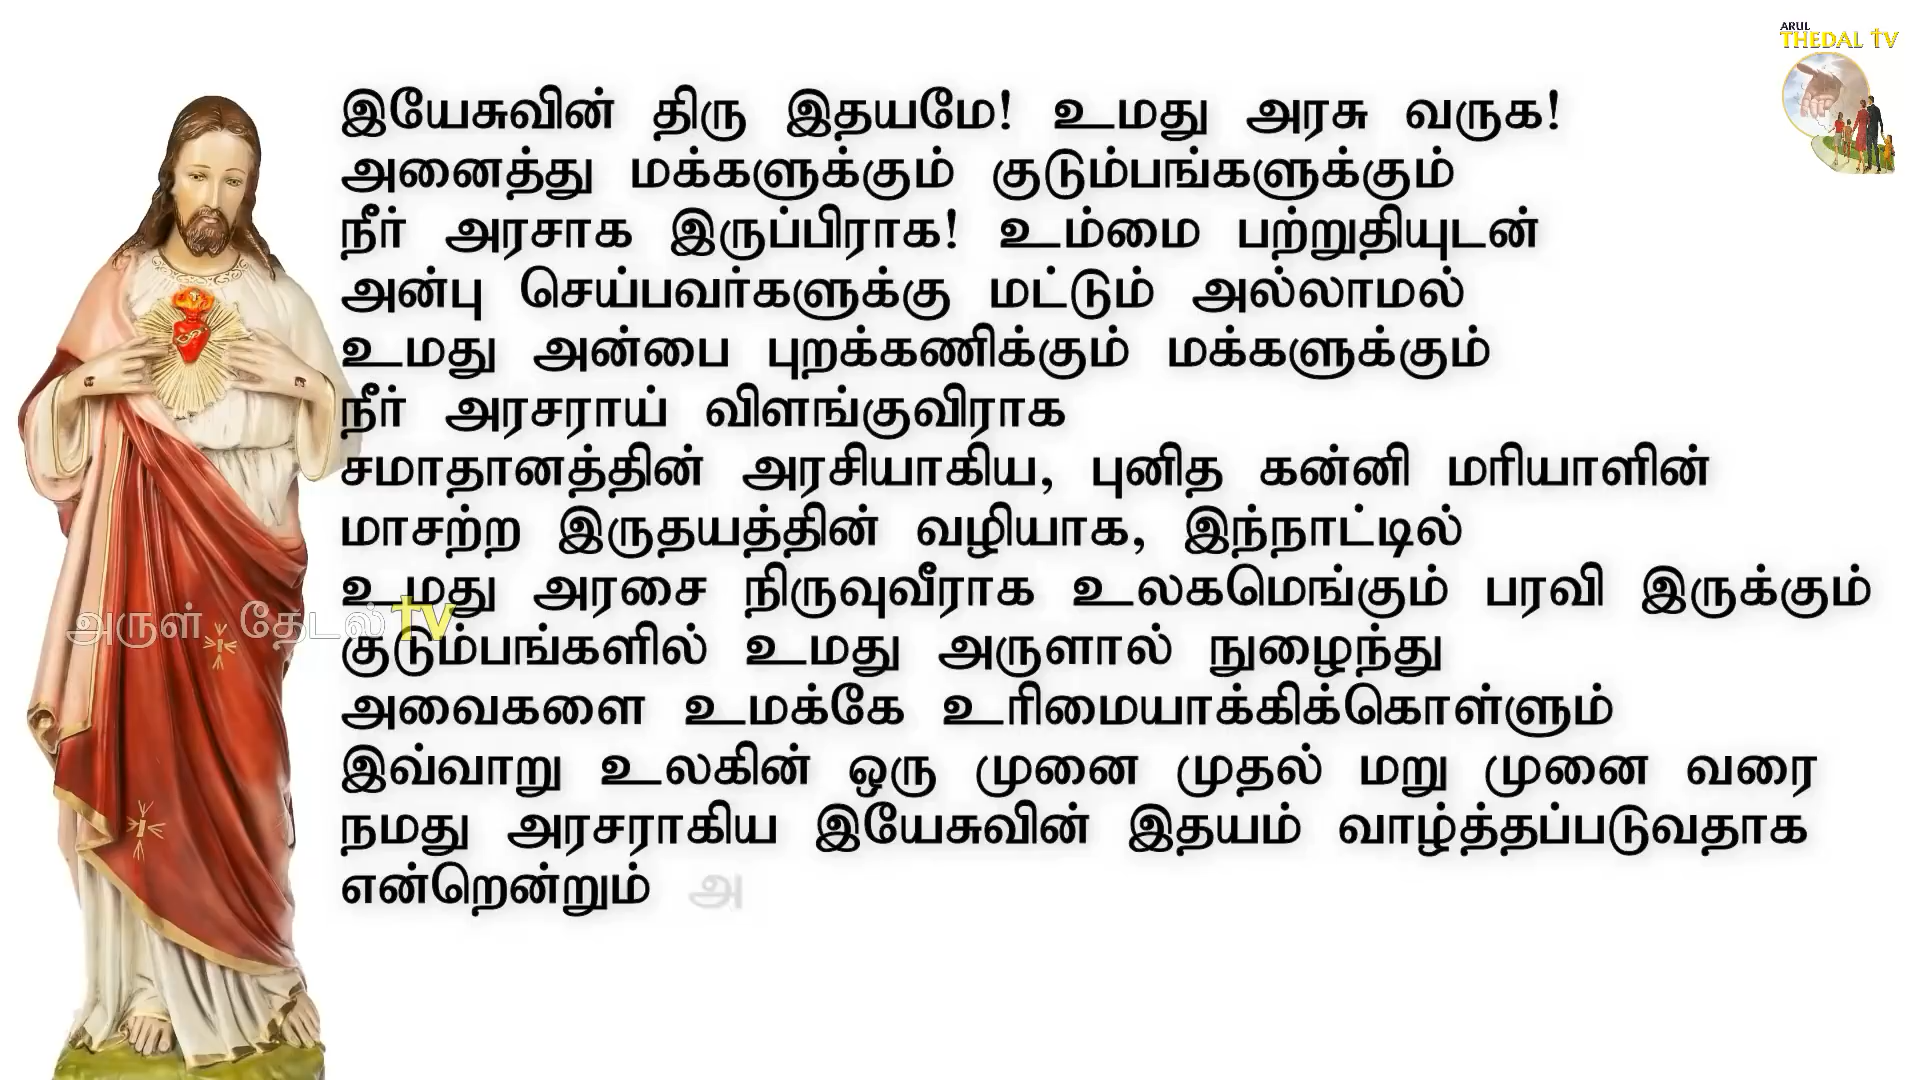 ARUL
THEDAL TV
இயேசுவின் திரு இதயமே! உமது அரசு வருக!
அனைத்து மக்களுக்கும் குடும்பங்களுக்கும்
நீர் அரசாக இருப்பிராக! உம்மை பற்றுதியுடன்
அன்பு செய்பவர்களுக்கு மட்டும் அல்லாமல்
உமது அன்பை புறக்கணிக்கும் மக்களுக்கும்
நீர் அரசராய் விளங்குவிராக
சமாதானத்தின் அரசியாகிய, புனித கன்னி மரியாளின்
மாசற்ற இருதயத்தின் வழியாக, இந்நாட்டில்
உமது அரசை நிருவுவீராக உலகமெங்கும் பரவி இருக்கும்
அருள் தேடல் tv
குடும்பங்களில் உமது அருளால் நுழைந்து
அவைகளை உமக்கே உரிமையாக்கிக்கொள்ளும்
இவ்வாறு உலகின் ஒரு முனை முதல் மறு முனை வரை
நமது அரசராகிய இயேசுவின் இதயம் வாழ்த்தப்படுவதாக
என்றென்றும் அ